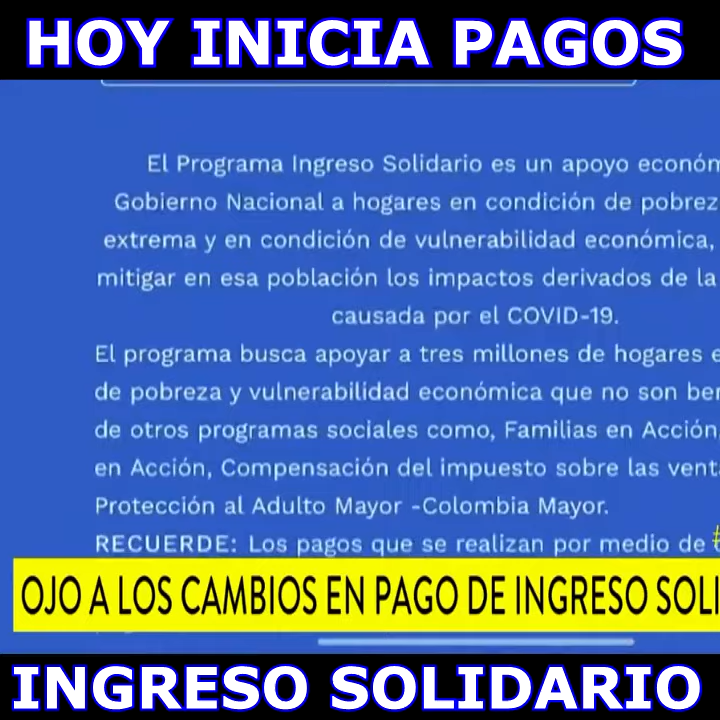 HOY INICIA PAGOS
El Programa Ingreso Solidario es un apoyo económ
Gobierno Nacional a hogares en condición de pobrez
extrema y en condición de vulnerabilidad económica,
mitigar en esa población los impactos derivados de la
causada por el COVID-19.
El programa busca apoyar a tres millones de hogares e
de pobreza y vulnerabilidad económica que no son ben
de otros programas sociales como, Familias en Acción,
en Acción, Compensación del impuesto sobre las venta
Protección al Adulto Mayor -Colombia Mayor.
RECUERDE: Los pagos que se realizan por medio de
OJO A LOS CAMBIOS EN PAGO DE INGRESO SOLI
INGRESO SOLIDARIO